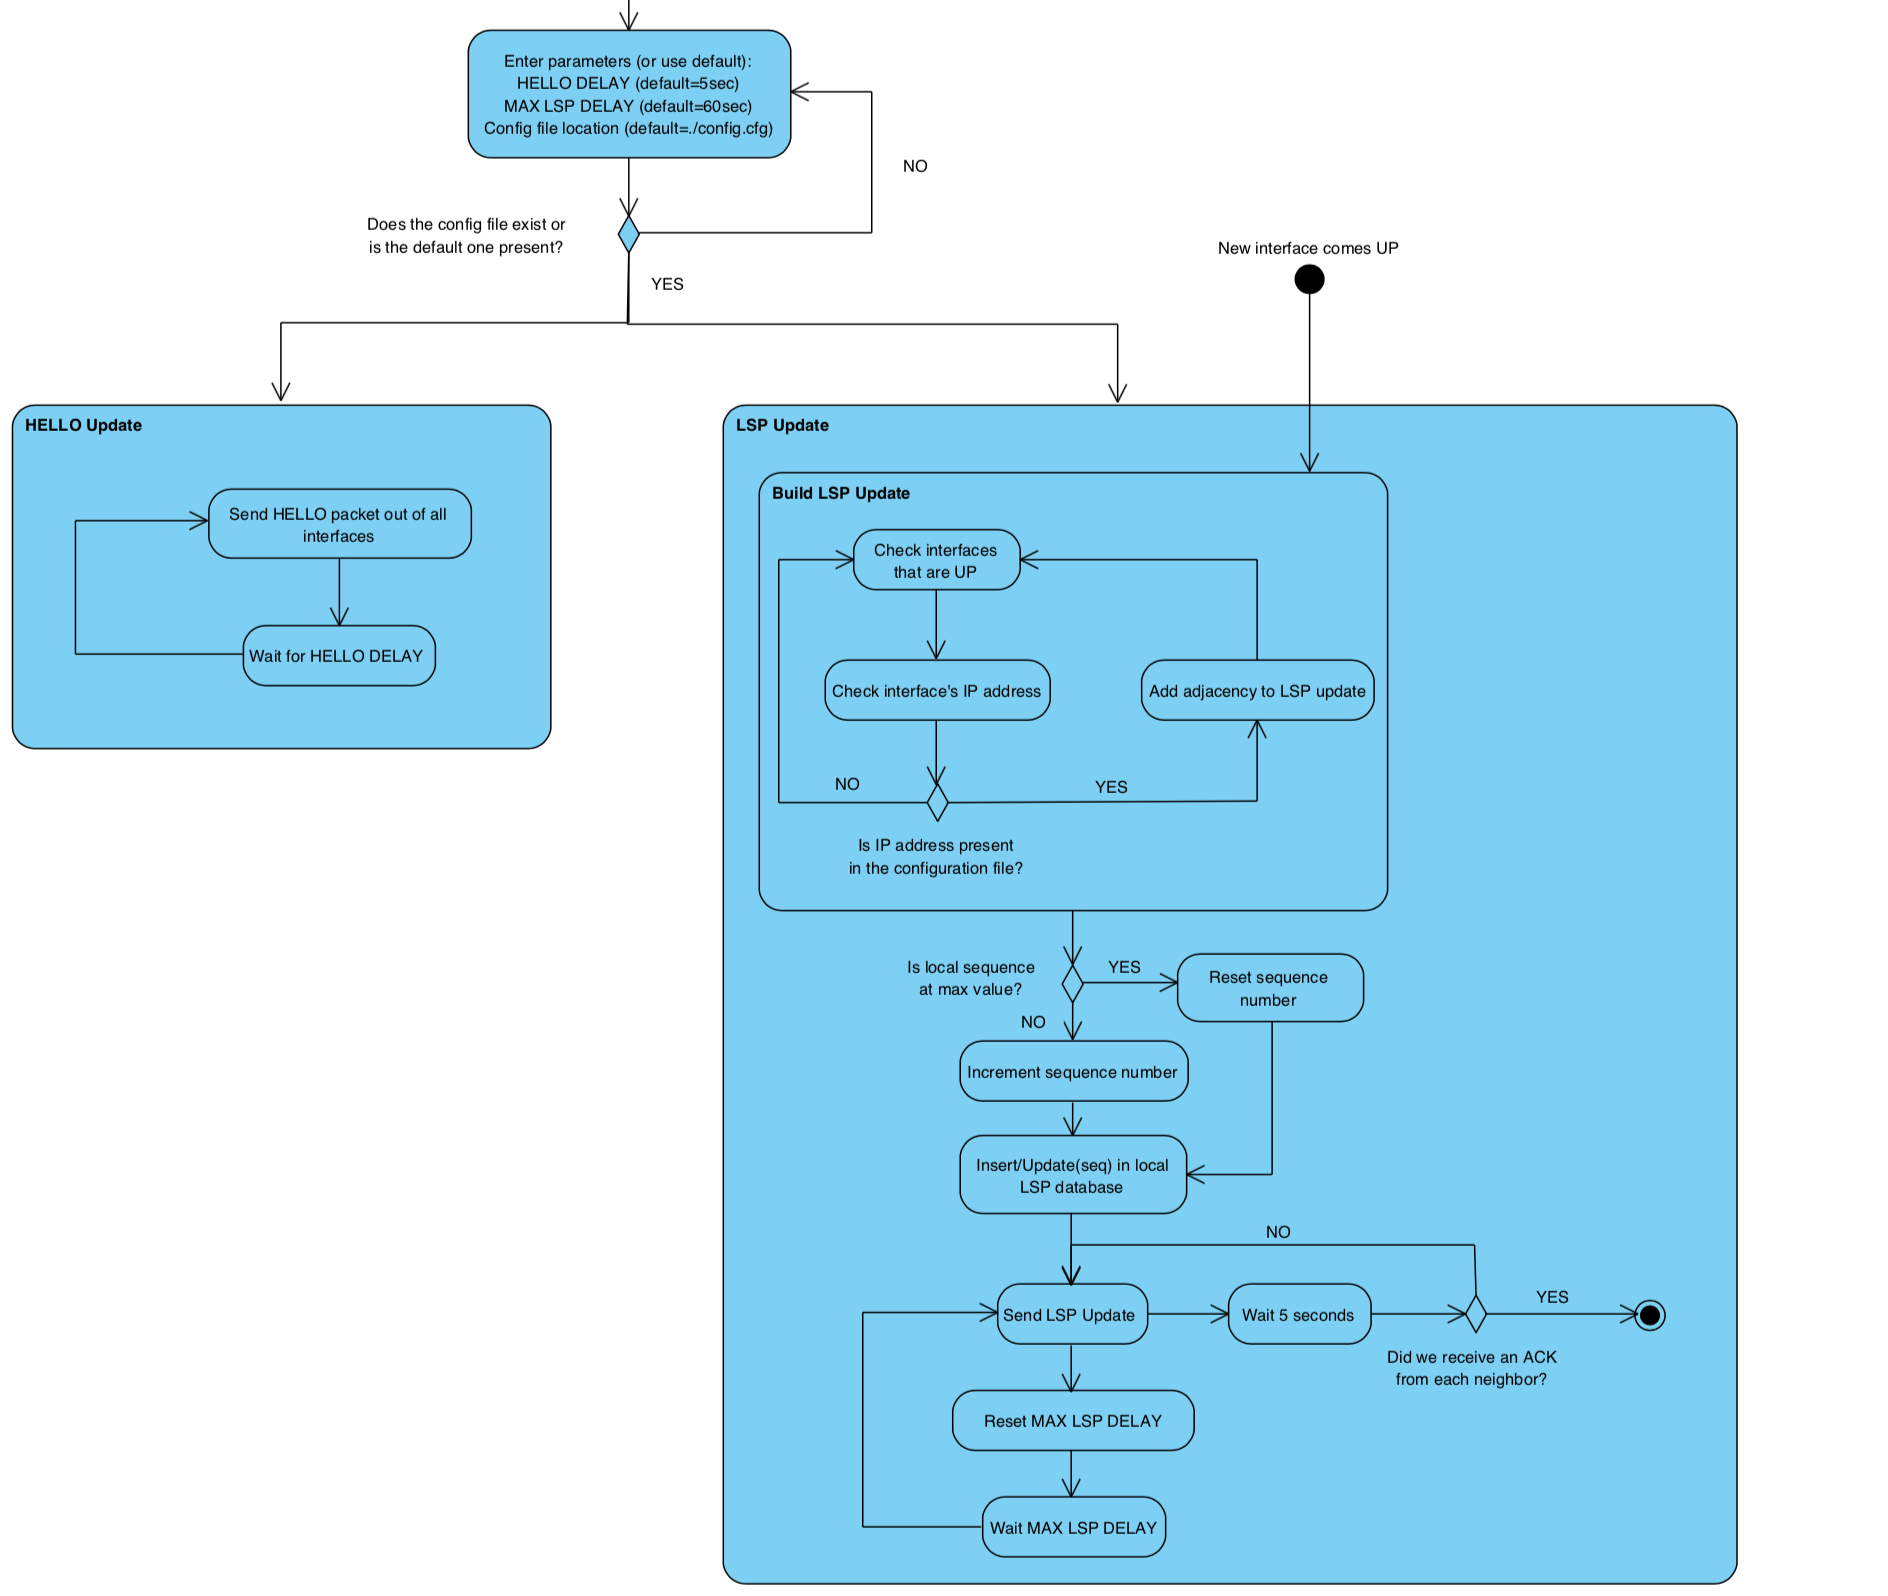 Enter parameters (or use default):
HELLO DELAY (default=5sec)
MAX LSP DELAY (default=60sec)
Config file location (default=./config.cfg)
NO
Does the config file exist or
is the default one present?
YES
New interface comes UP
HELLO Update
Send HELLO packet out of all
interfaces
Wait for HELLO DELAY
LSP Update
Build LSP Update
Check interfaces
that are UP
Check interface's IP address
Add adjacency to LSP update
NO
YES
Is IP address present
in the configuration file?
Is local sequence
at max value?
YES
Reset sequence
number
NO
Increment sequence number
Insert/Update(seq) in local
LSP database
NO
Send LSP Update
Wait 5 seconds
YES
Did we receive an ACK
from each neighbor?
Reset MAX LSP DELAY
Wait MAX LSP DELAY